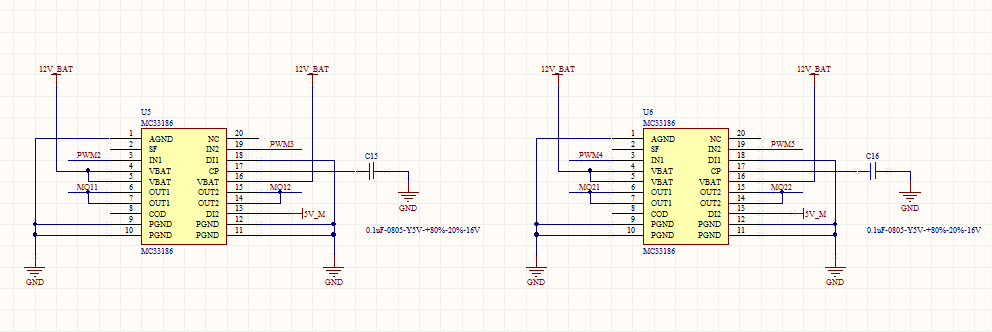 12V_BAT
12V_BAT
U5
MC33186
1 AGND NC 20
2 SF IN2 19 PWM3
PWM2 3 IN1 DI1 18
4 VBAT CP 17 C15
5 VBAT VBAT 16
MO11 6 OUT1 OUT2 15 MO12
7 OUT1 OUT2 14
8 COD DI2 13 5V_M
9 PGND PGND 12
10 PGND PGND 11
MC33186
GND
0.1uF-0805-Y5V-+80%-20%-16V
GND
GND
12V_BAT
12V_BAT
U6
MC33186
1 AGND NC 20
2 SF IN2 19 PWM5
PWM4 3 IN1 DI1 18
4 VBAT CP 17 C16
5 VBAT VBAT 16
MO21 6 OUT1 OUT2 15 MO22
7 OUT1 OUT2 14
8 COD DI2 13 5V_M
9 PGND PGND 12
10 PGND PGND 11
MC33186
GND
0.1uF-0805-Y5V-+80%-20%-16V
GND
GND